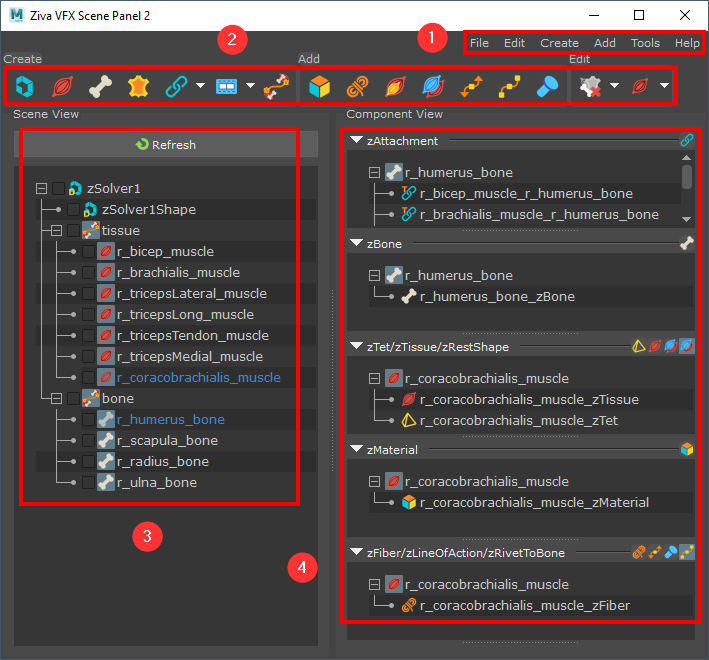 Ziva VFX Scene Panel 2
1
2
File Edit Create Add Tools Help
Create Add Edit
Scene View
Refresh
zSolver1
zSolver1Shape
tissue
r_bicep_muscle
r_brachialis_muscle
r_tricepsLateral_muscle
r_tricepsLong_muscle
r_tricepsTendon_muscle
r_tricepsMedial_muscle
r_coracobrachialis_muscle
bone
r_humerus_bone
r_scapula_bone
r_radius_bone
r_ulna_bone
3
4
Component View
zAttachment
r_humerus_bone
r_bicep_muscle_r_humerus_bone
r_brachialis_muscle_r_humerus_bone
zBone
r_humerus_bone
r_humerus_bone_zBone
zTet/zTissue/zRestShape
r_coracobrachialis_muscle
r_coracobrachialis_muscle_zTissue
r_coracobrachialis_muscle_zTet
zMaterial
r_coracobrachialis_muscle
r_coracobrachialis_muscle_zMaterial
zFiber/zLineOfAction/zRivetToBone
r_coracobrachialis_muscle
r_coracobrachialis_muscle_zFiber